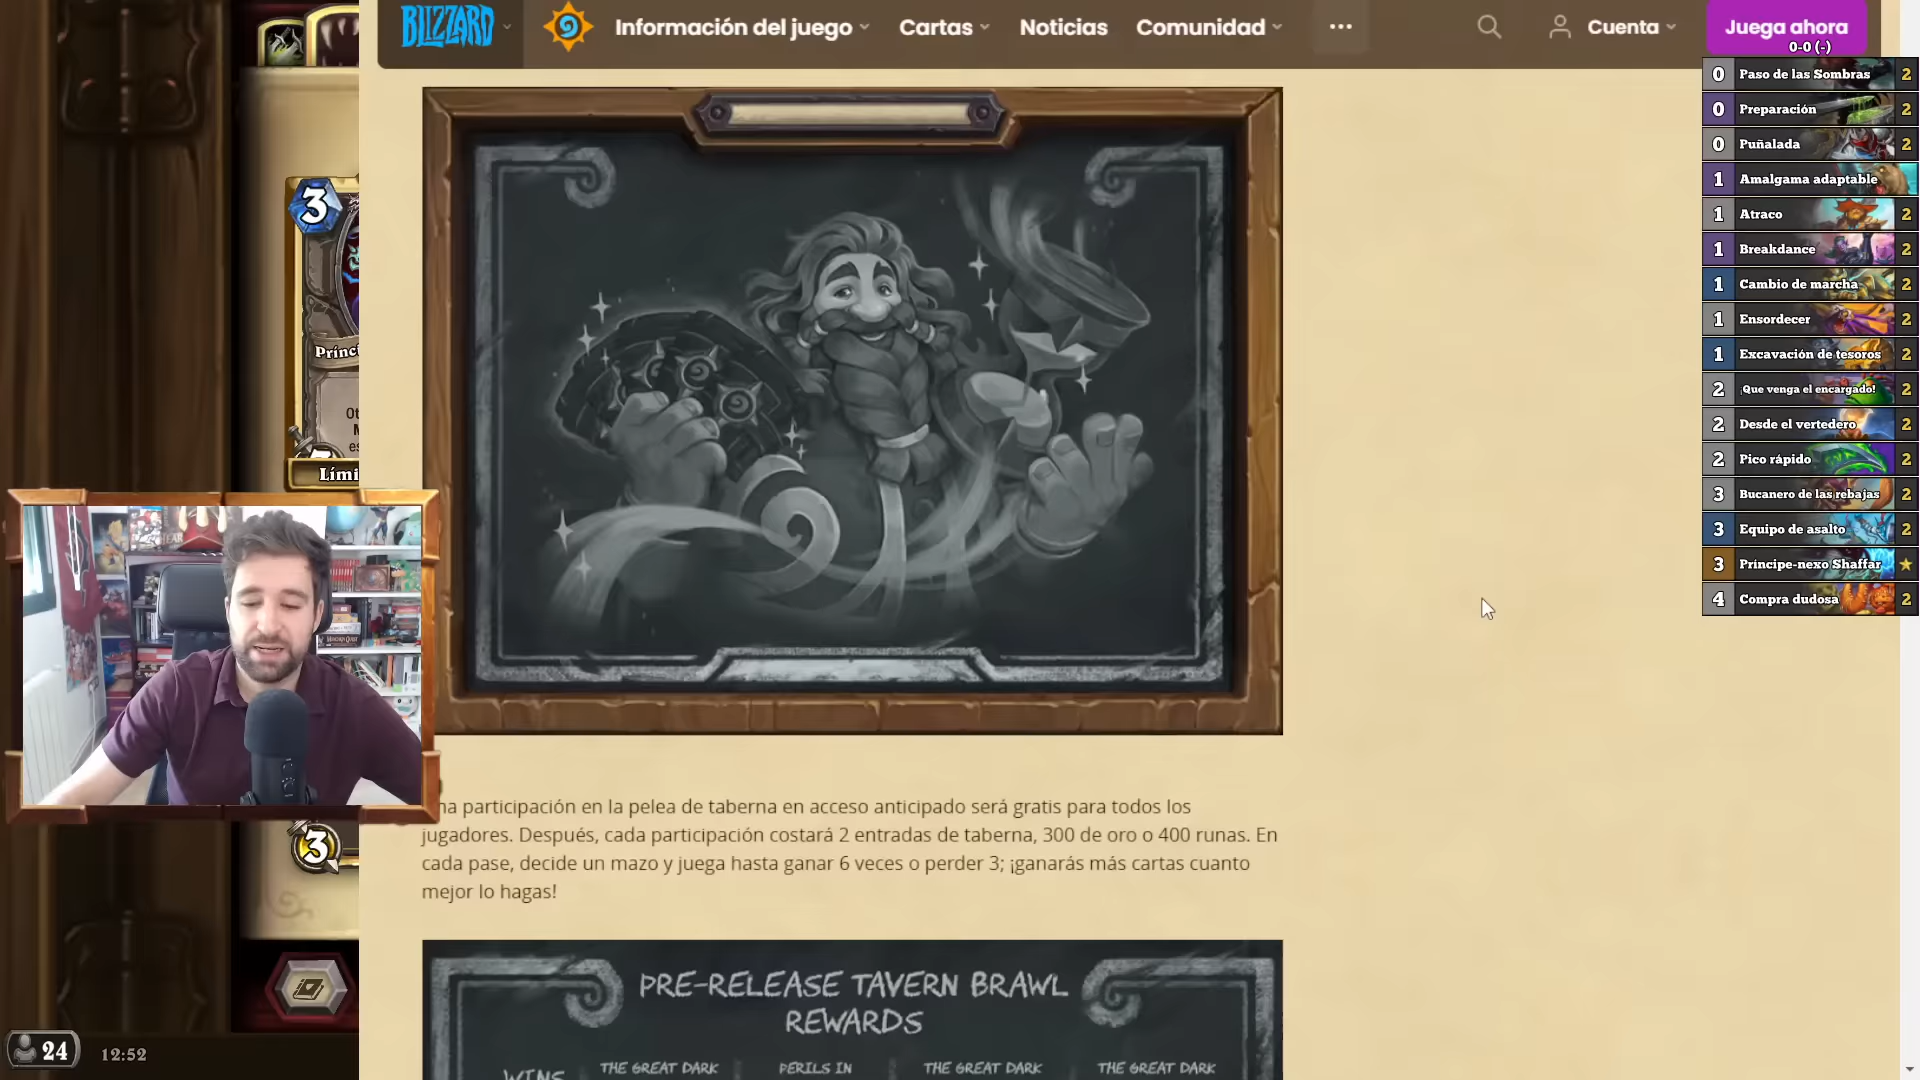 BLIZZARD
Información del juego
Cartas
Noticias
Comunidad
Cuenta
Juega ahora
0-0 (-)
0 Paso de las Sombras 2
0 Preparación 2
0 Puñalada 2
1 Amalgama adaptable
1 Atraco 2
1 Breakdance 2
1 Cambio de marcha 2
1 Ensordecer 2
1 Excavación de tesoros 2
2 ¡Que venga el encargado! 2
2 Desde el vertedero 2
2 Pico rápido 2
3 Bucanero de las rebajas 2
3 Equipo de asalto 2
3 Príncipe-nexo Shaffar
4 Compra dudosa 2
3
Prínc
Lími
3
na participación en la pelea de taberna en acceso anticipado será gratis para todos los
jugadores. Después, cada participación costará 2 entradas de taberna, 300 de oro o 400 runas. En
cada pase, decide un mazo y juega hasta ganar 6 veces o perder 3; ¡ganarás más cartas cuanto
mejor lo hagas!
PRE-RELEASE TAVERN BRAWL
REWARDS
WINS
THE GREAT DARK
PERILS IN
THE GREAT DARK
THE GREAT DARK
24
12:52